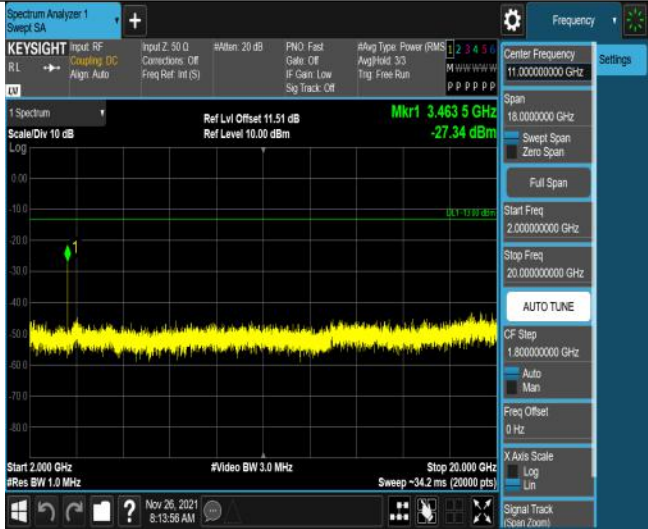 Spectrum Analyzer 1
Swept SA
+
Frequency
KEYSIGHT
RL
LV
Input: RF
Coupling: DC
Align: Auto
Input Z: 50 Ω
Corrections: Off
Freq Ref: Int (S)
#Atten: 20 dB
PNO: Fast
Gate: Off
IF Gain: Low
Sig Track: Off
#Avg Type: Power (RMS
Avg|Hold: 3/3
Trig: Free Run
1 2 3 4 5 6
M W W W W W
P P P P P P
1 Spectrum
Scale/Div 10 dB
Log
Ref Lvl Offset 11.51 dB
Ref Level 10.00 dBm
Mkr1 3.463 5 GHz
-27.34 dBm
0.00
-10.0
DL1 -13.00 dBm
-20.0
1
-30.0
-40.0
-50.0
-60.0
-70.0
-80.0
Start 2.000 GHz
#Res BW 1.0 MHz
#Video BW 3.0 MHz
Stop 20.000 GHz
Sweep ~34.2 ms (20000 pts)
?
Nov 26, 2021
8:13:56 AM
Center Frequency
11.000000000 GHz
Settings
Span
18.0000000 GHz
Swept Span
Zero Span
Full Span
Start Freq
2.000000000 GHz
Stop Freq
20.000000000 GHz
AUTO TUNE
CF Step
1.800000000 GHz
Auto
Man
Freq Offset
0 Hz
X Axis Scale
Log
Lin
Signal Track
(Span Zoom)